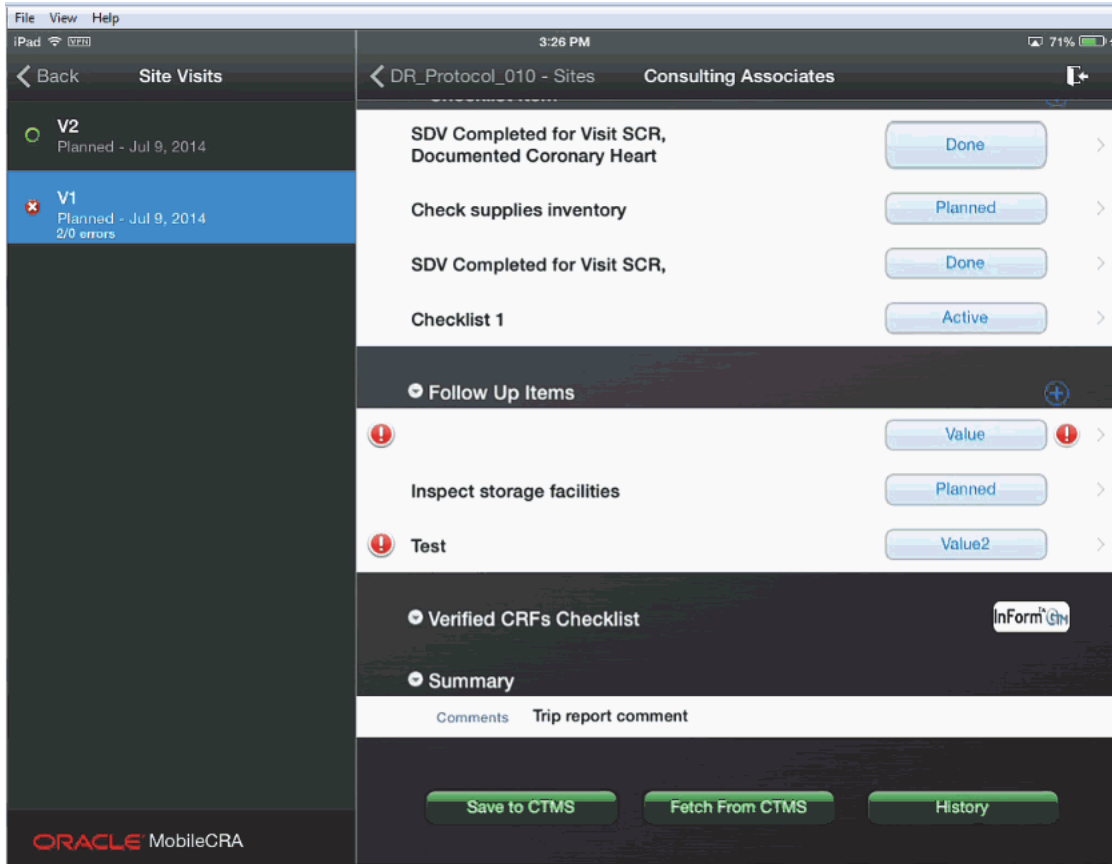 File View Help
iPad VPN 3:26 PM 71%
Back Site Visits
DR_Protocol_010 - Sites Consulting Associates
V2
Planned - Jul 9, 2014
V1
Planned - Jul 9, 2014
2/0 errors
Checklist Item
SDV Completed for Visit SCR,
Documented Coronary Heart
Done
Check supplies inventory Planned
SDV Completed for Visit SCR, Done
Checklist 1 Active
Follow Up Items
Value
Inspect storage facilities Planned
Test Value2
Verified CRFs Checklist InForm
Summary
Comments Trip report comment
Save to CTMS Fetch From CTMS History
ORACLE MobileCRA